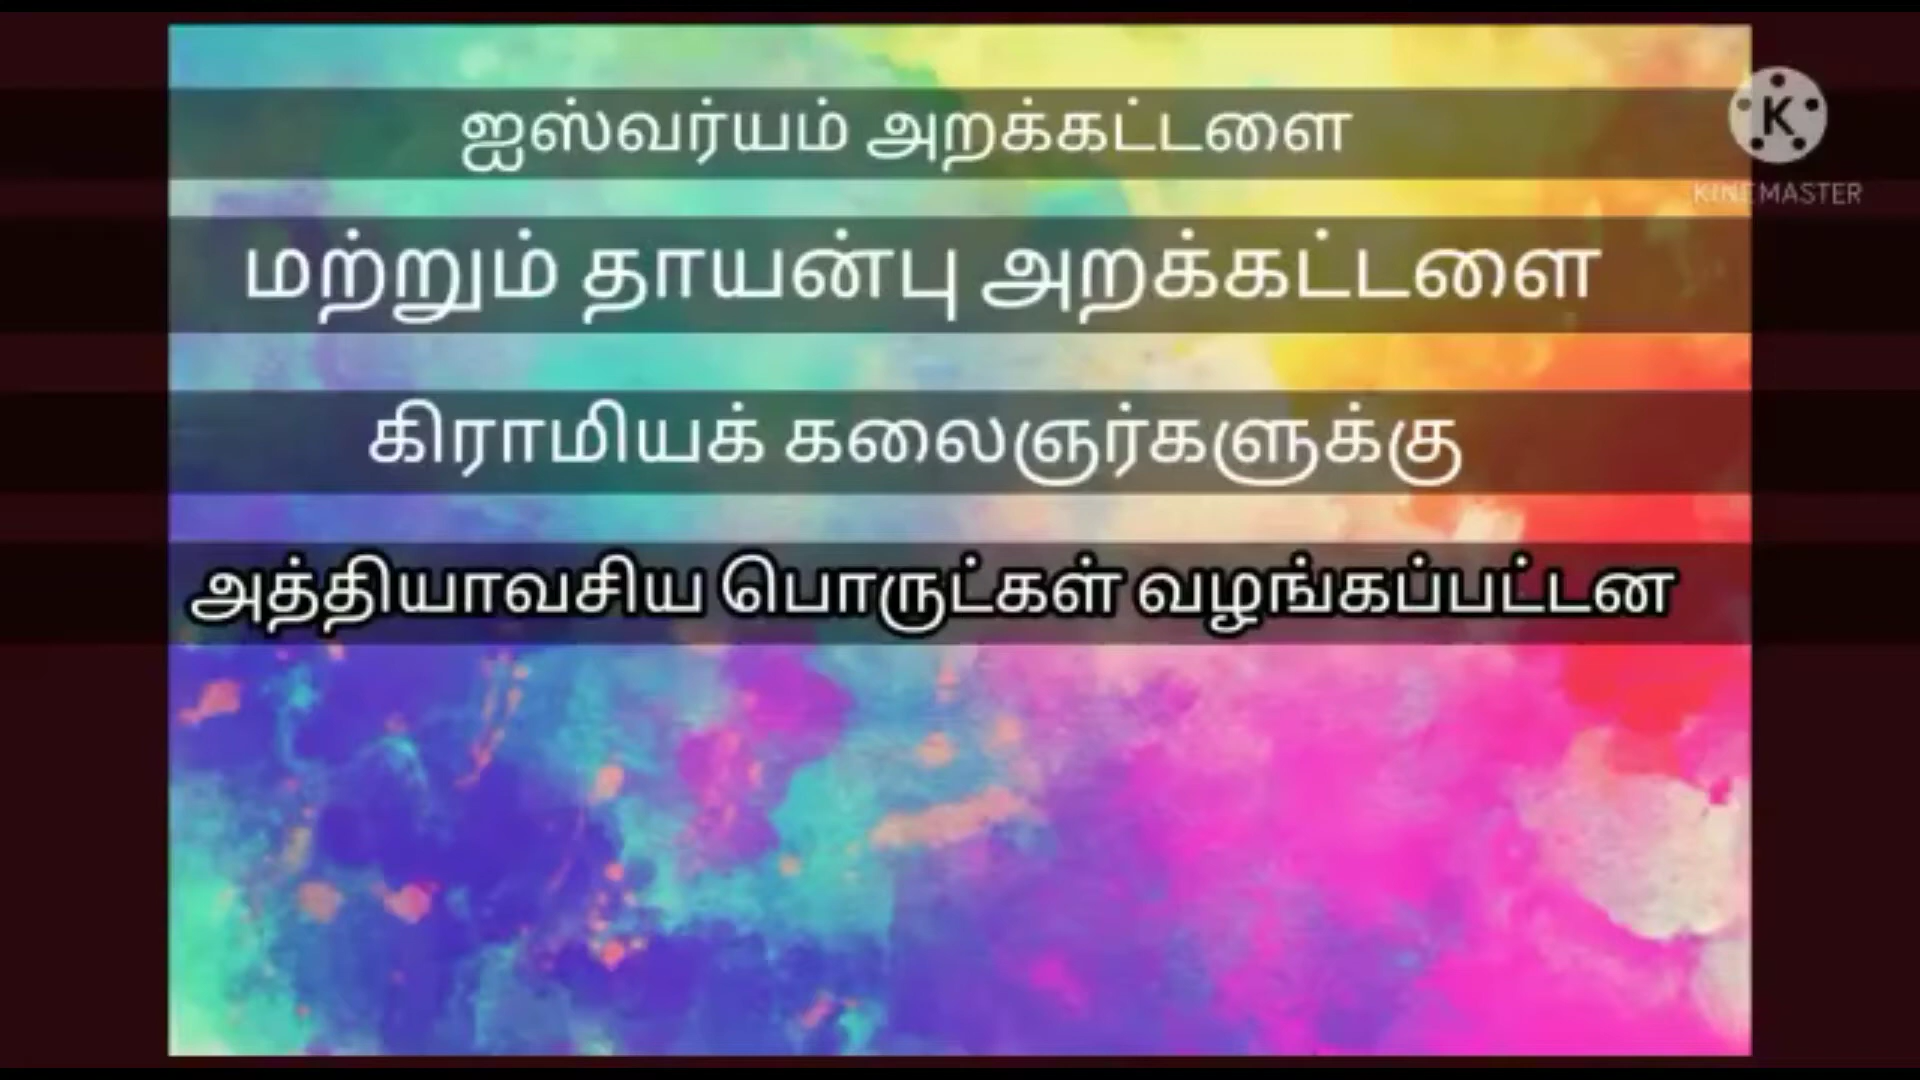 ஐஸ்வர்யம் அறக்கட்டளை
மற்றும் தாயன்பு அறக்கட்டளை
கிராமியக் கலைஞர்களுக்கு
அத்தியாவசிய பொருட்கள் வழங்கப்பட்டன
K
KINEMASTER